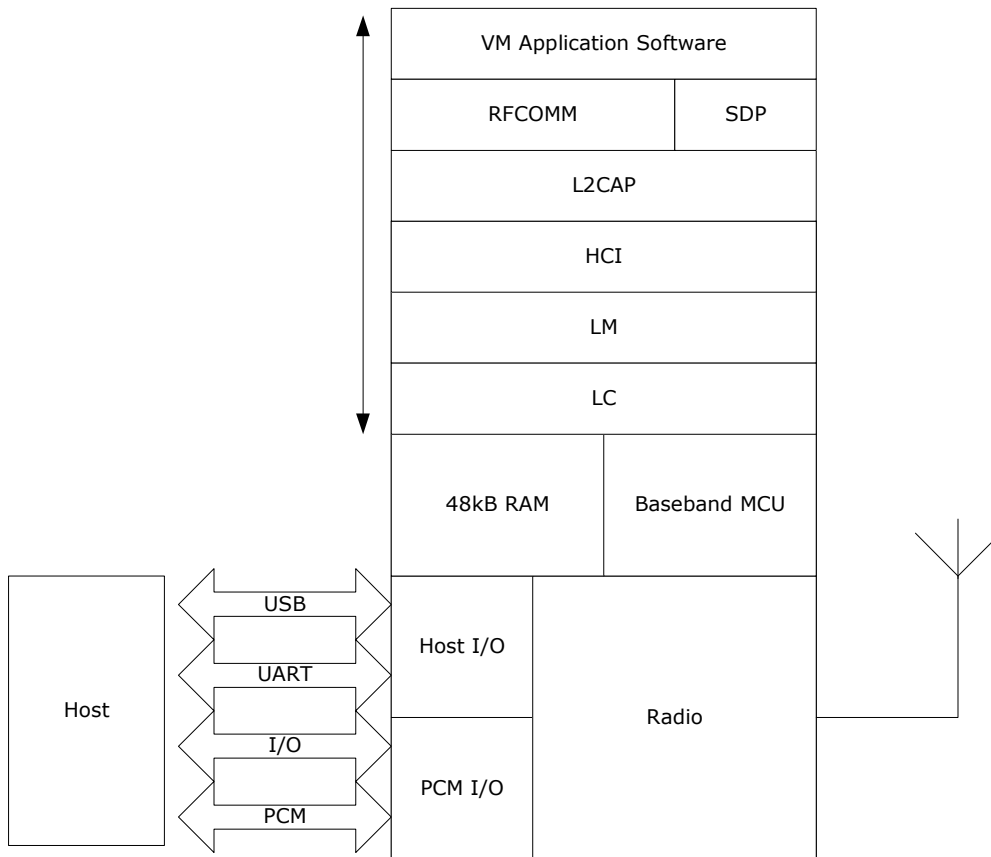 VM Application Software
RFCOMM
SDP
L2CAP
HCI
LM
LC
48kB RAM
Baseband MCU
USB
Host I/O
UART
Host
Radio
I/O
PCM I/O
PCM